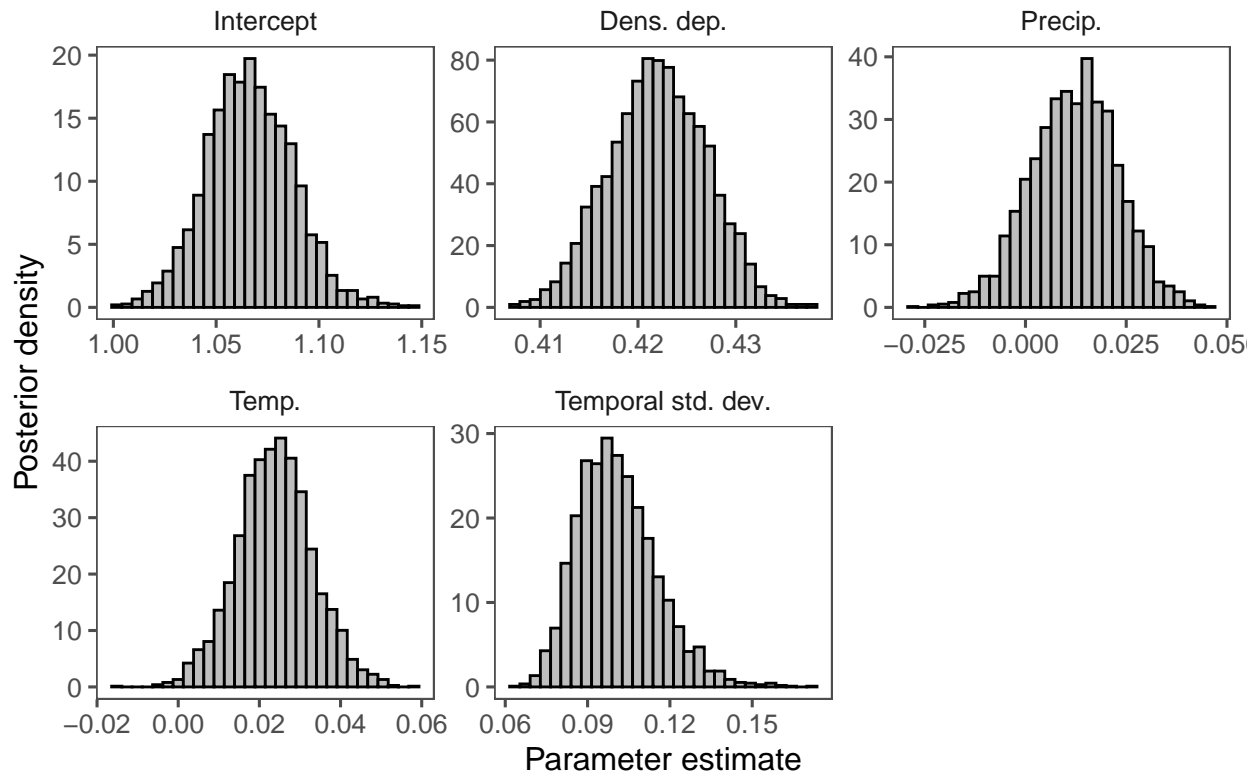 Intercept
Dens. dep.
Precip.
20
15
10
5
0
1.00 1.05 1.10 1.15
80
60
40
20
0
0.41 0.42 0.43
40
30
20
10
0
−0.025 0.000 0.025 0.050
Temp.
Temporal std. dev.
40
30
20
10
0
−0.02 0.00 0.02 0.04 0.06
30
20
10
0
0.06 0.09 0.12 0.15
Posterior density
Parameter estimate